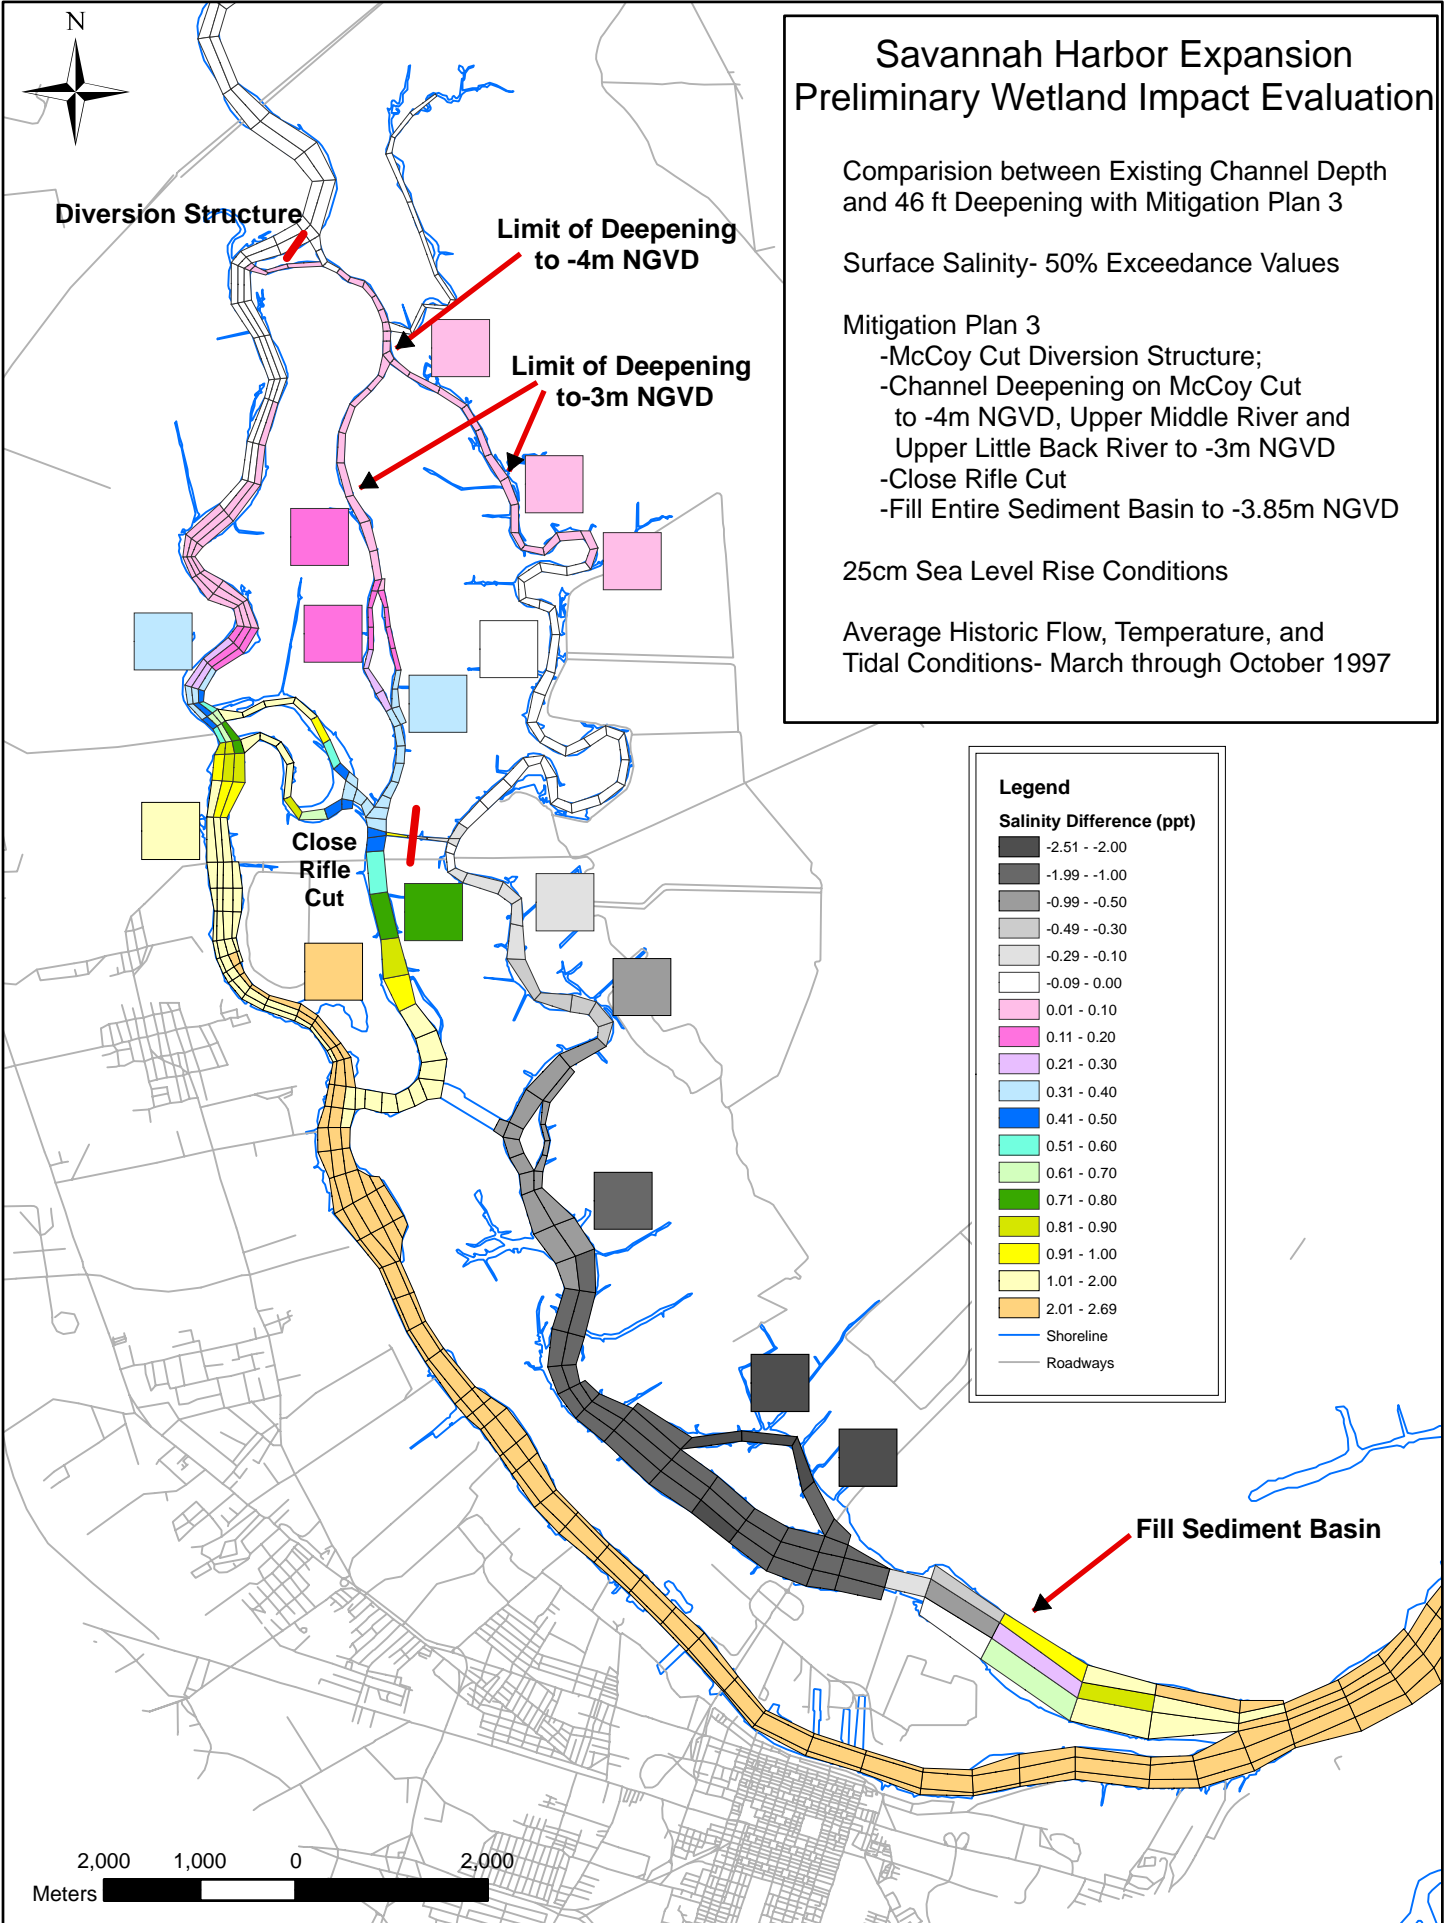 N
Savannah Harbor Expansion
Preliminary Wetland Impact Evaluation
Comparision between Existing Channel Depth
and 46 ft Deepening with Mitigation Plan 3
Surface Salinity- 50% Exceedance Values
Mitigation Plan 3
-McCoy Cut Diversion Structure;
-Channel Deepening on McCoy Cut
to -4m NGVD, Upper Middle River and
Upper Little Back River to -3m NGVD
-Close Rifle Cut
-Fill Entire Sediment Basin to -3.85m NGVD
25cm Sea Level Rise Conditions
Average Historic Flow, Temperature, and
Tidal Conditions- March through October 1997
Diversion Structure
Limit of Deepening
to -4m NGVD
Limit of Deepening
to-3m NGVD
Close
Rifle
Cut
Legend
Salinity Difference (ppt)
-2.51 - -2.00
-1.99 - -1.00
-0.99 - -0.50
-0.49 - -0.30
-0.29 - -0.10
-0.09 - 0.00
0.01 - 0.10
0.11 - 0.20
0.21 - 0.30
0.31 - 0.40
0.41 - 0.50
0.51 - 0.60
0.61 - 0.70
0.71 - 0.80
0.81 - 0.90
0.91 - 1.00
1.01 - 2.00
2.01 - 2.69
Shoreline
Roadways
Fill Sediment Basin
2,000 1,000 0 2,000
Meters